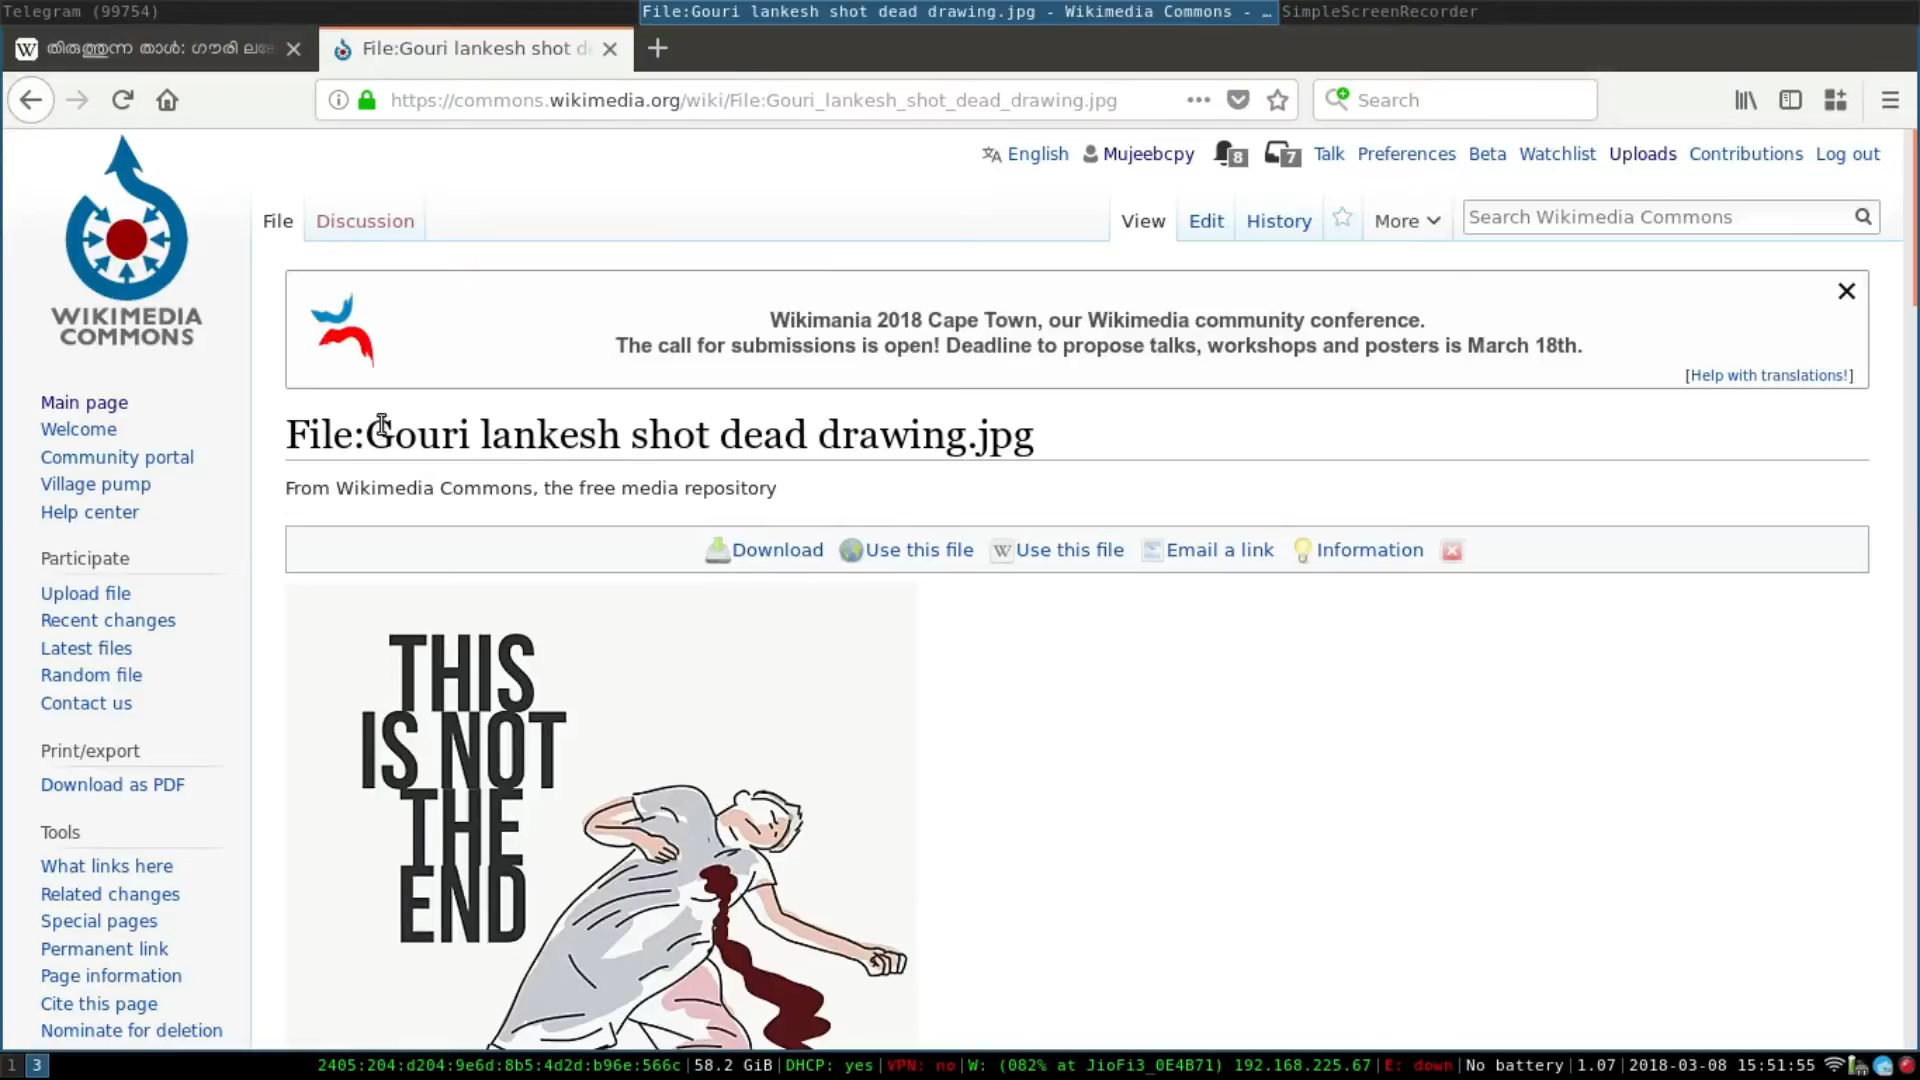 Telegram (99754)
File:Gouri lankesh shot dead drawing.jpg - Wikimedia Commons - …
SimpleScreenRecorder
തിരുത്തുന്ന താൾ: ഗൗരി
File:Gouri lankesh shot
https://commons.wikimedia.org/wiki/File:Gouri_lankesh_shot_dead_drawing.jpg
Search
English
Mujeebcpy
8
7
Talk
Preferences
Beta
Watchlist
Uploads
Contributions
Log out
WIKIMEDIA
COMMONS
File
Discussion
View
Edit
History
More
Search Wikimedia Commons
Wikimania 2018 Cape Town, our Wikimedia community conference.
The call for submissions is open! Deadline to propose talks, workshops and posters is March 18th.
[Help with translations!]
File:Gouri lankesh shot dead drawing.jpg
From Wikimedia Commons, the free media repository
Download
Use this file
W
Use this file
Email a link
Information
Main page
Welcome
Community portal
Village pump
Help center
Participate
Upload file
Recent changes
Latest files
Random file
Contact us
Print/export
Download as PDF
Tools
What links here
Related changes
Special pages
Permanent link
Page information
Cite this page
Nominate for deletion
THIS
IS NOT
THE
END
1
3
2405:204:d204:9e6d:8b5:4d2d:b96e:566c|58.2 GiB|DHCP: yes|VPN: no|W: (082% at JioFi3_0E4B71) 192.168.225.67|E: down|No battery|1.07|2018-03-08 15:51:55